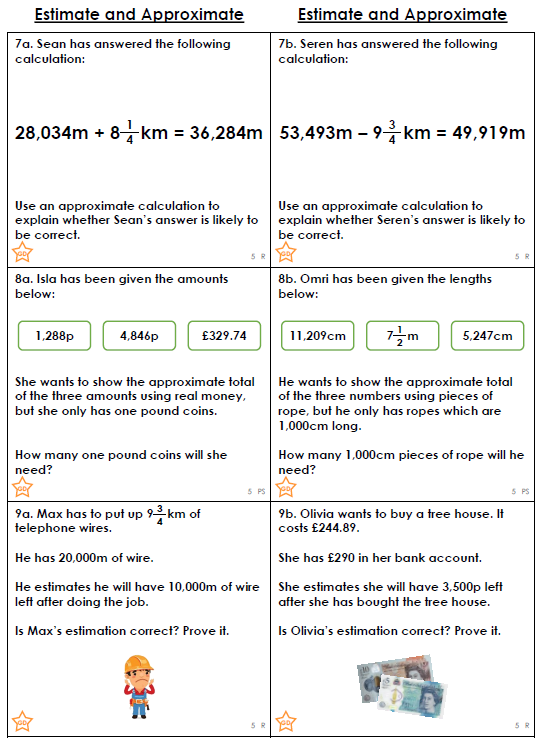 Estimate and Approximate
7a. Sean has answered the following
calculation:
28,034m + 8 1/4 km = 36,284m
Use an approximate calculation to
explain whether Sean's answer is likely to
be correct.
GD
5 R
Estimate and Approximate
7b. Seren has answered the following
calculation:
53,493m – 9 3/4 km = 49,919m
Use an approximate calculation to
explain whether Seren's answer is likely to
be correct.
GD
5 R
8a. Isla has been given the amounts
below:
1,288p 4,846p £329.74
She wants to show the approximate total
of the three amounts using real money,
but she only has one pound coins.
How many one pound coins will she
need?
GD
5 PS
8b. Omri has been given the lengths
below:
11,209cm 7 1/2 m 5,247cm
He wants to show the approximate total
of the three numbers using pieces of
rope, but he only has ropes which are
1,000cm long.
How many 1,000cm pieces of rope will he
need?
GD
5 PS
9a. Max has to put up 9 3/4 km of
telephone wires.
He has 20,000m of wire.
He estimates he will have 10,000m of wire
left after doing the job.
Is Max's estimation correct? Prove it.
GD
5 R
9b. Olivia wants to buy a tree house. It
costs £244.89.
She has £290 in her bank account.
She estimates she will have 3,500p left
after she has bought the tree house.
Is Olivia's estimation correct? Prove it.
GD
5 R